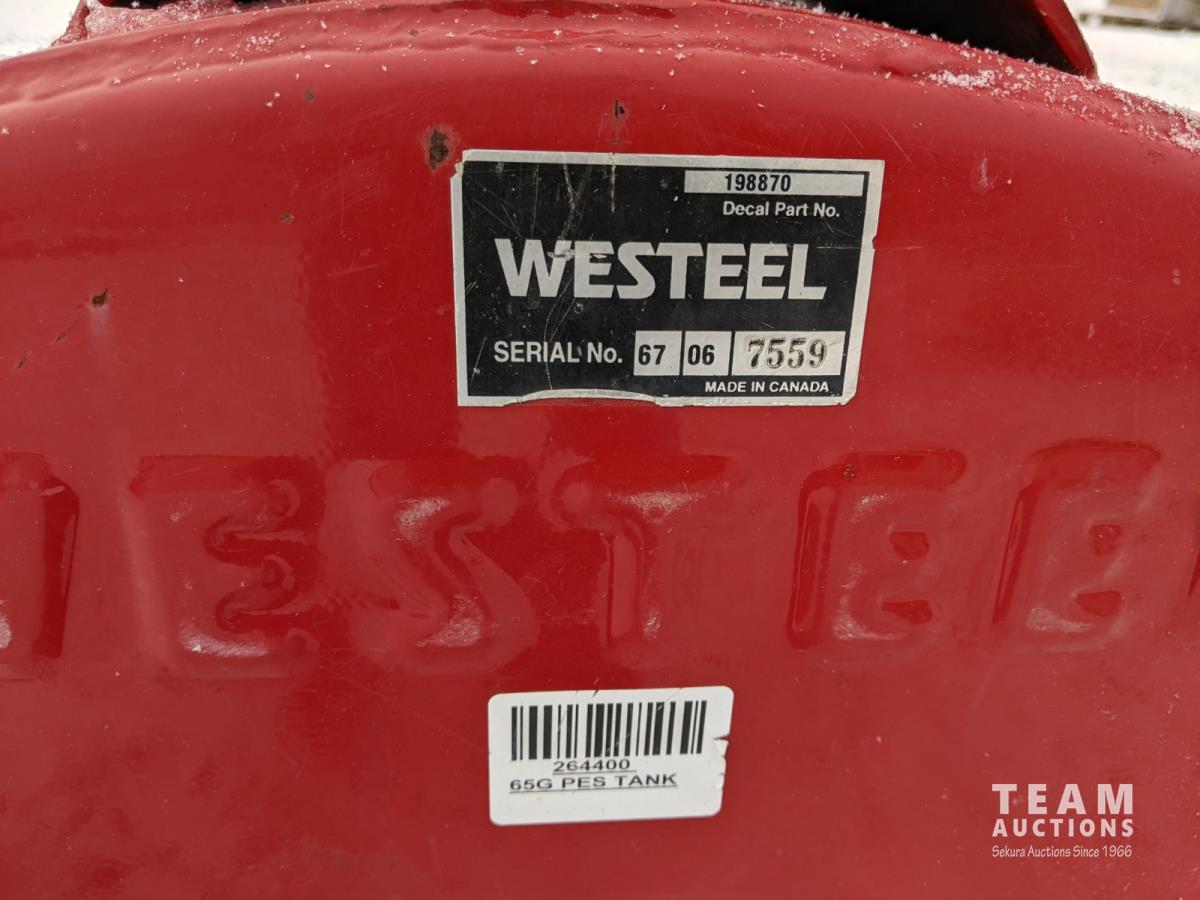 198870
Decal Part No.
WESTEEL
SERIAL No. 67 06 7559
MADE IN CANADA
ESTEE
264400
65G PES TANK
TEAM
AUCTIONS
Sekura Auctions Since 1966